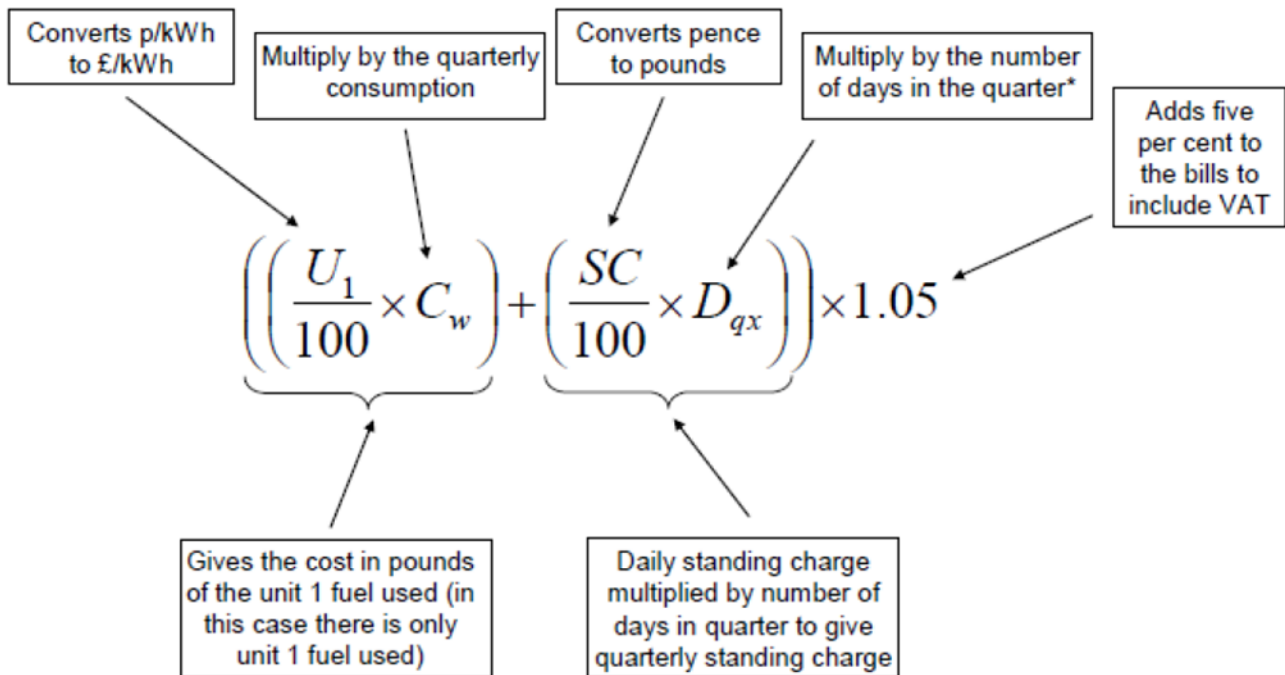 Converts p/kWh
to £/kWh
Multiply by the quarterly
consumption
Converts pence
to pounds
Multiply by the number
of days in the quarter*
Adds five
per cent to
the bills to
include VAT
(((U₁/100 × C_w) + (SC/100 × D_qx))) × 1.05
Gives the cost in pounds
of the unit 1 fuel used (in
this case there is only
unit 1 fuel used)
Daily standing charge
multiplied by number of
days in quarter to give
quarterly standing charge